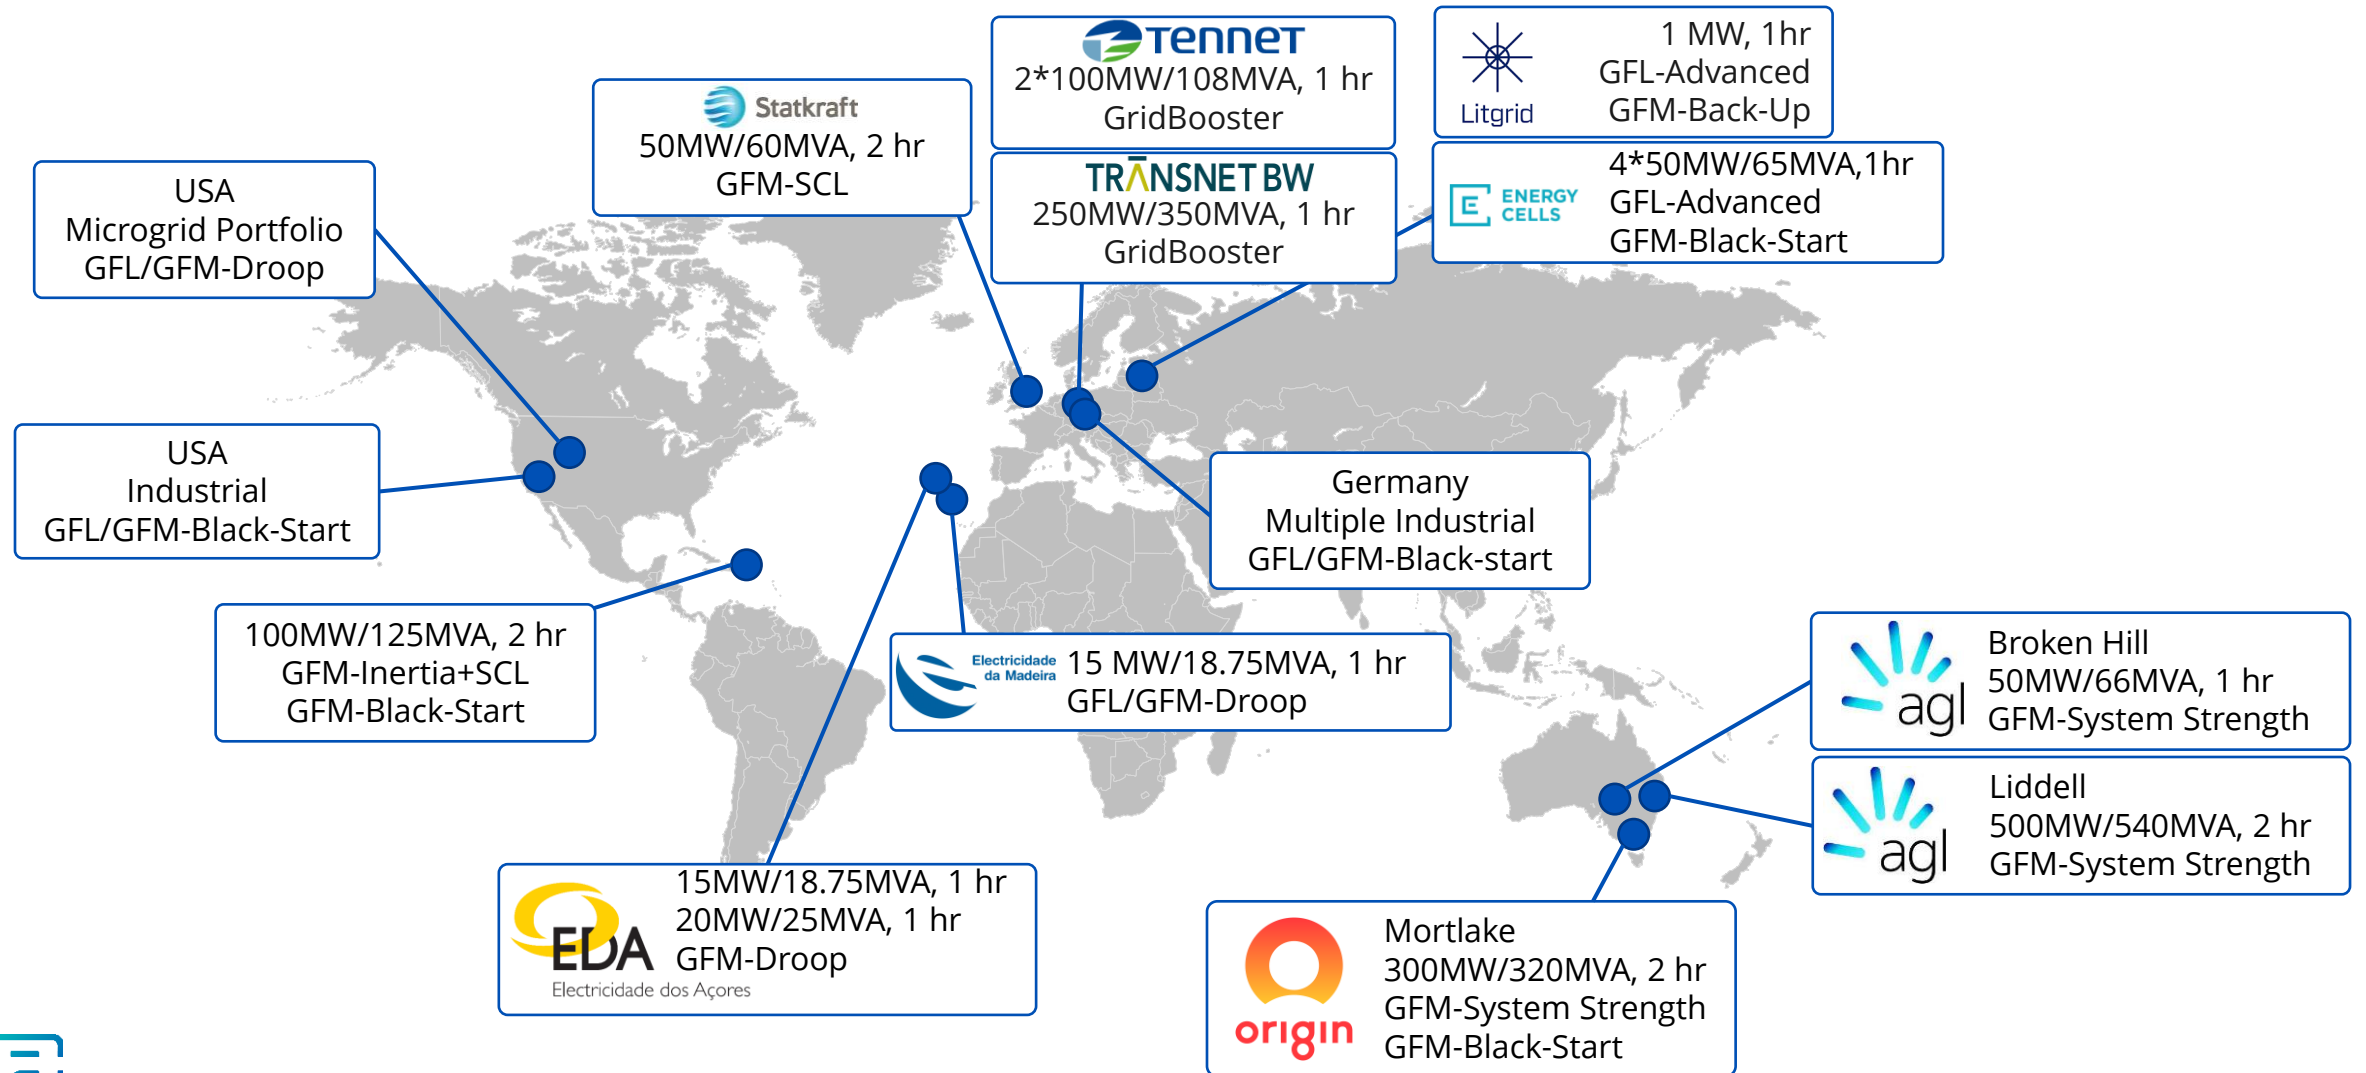 TenneT
2*100MW/108MVA, 1 hr
GridBooster
Litgrid
1 MW, 1hr
GFL-Advanced
GFM-Back-Up
Statkraft
50MW/60MVA, 2 hr
GFM-SCL
TRANSNET BW
250MW/350MVA, 1 hr
GridBooster
ENERGY
CELLS
4*50MW/65MVA,1hr
GFL-Advanced
GFM-Black-Start
USA
Microgrid Portfolio
GFL/GFM-Droop
USA
Industrial
GFL/GFM-Black-Start
Germany
Multiple Industrial
GFL/GFM-Black-start
100MW/125MVA, 2 hr
GFM-Inertia+SCL
GFM-Black-Start
Electricidade
da Madeira
15 MW/18.75MVA, 1 hr
GFL/GFM-Droop
agl
Broken Hill
50MW/66MVA, 1 hr
GFM-System Strength
agl
Liddell
500MW/540MVA, 2 hr
GFM-System Strength
EDA
Electricidade dos Açores
15MW/18.75MVA, 1 hr
20MW/25MVA, 1 hr
GFM-Droop
origin
Mortlake
300MW/320MVA, 2 hr
GFM-System Strength
GFM-Black-Start